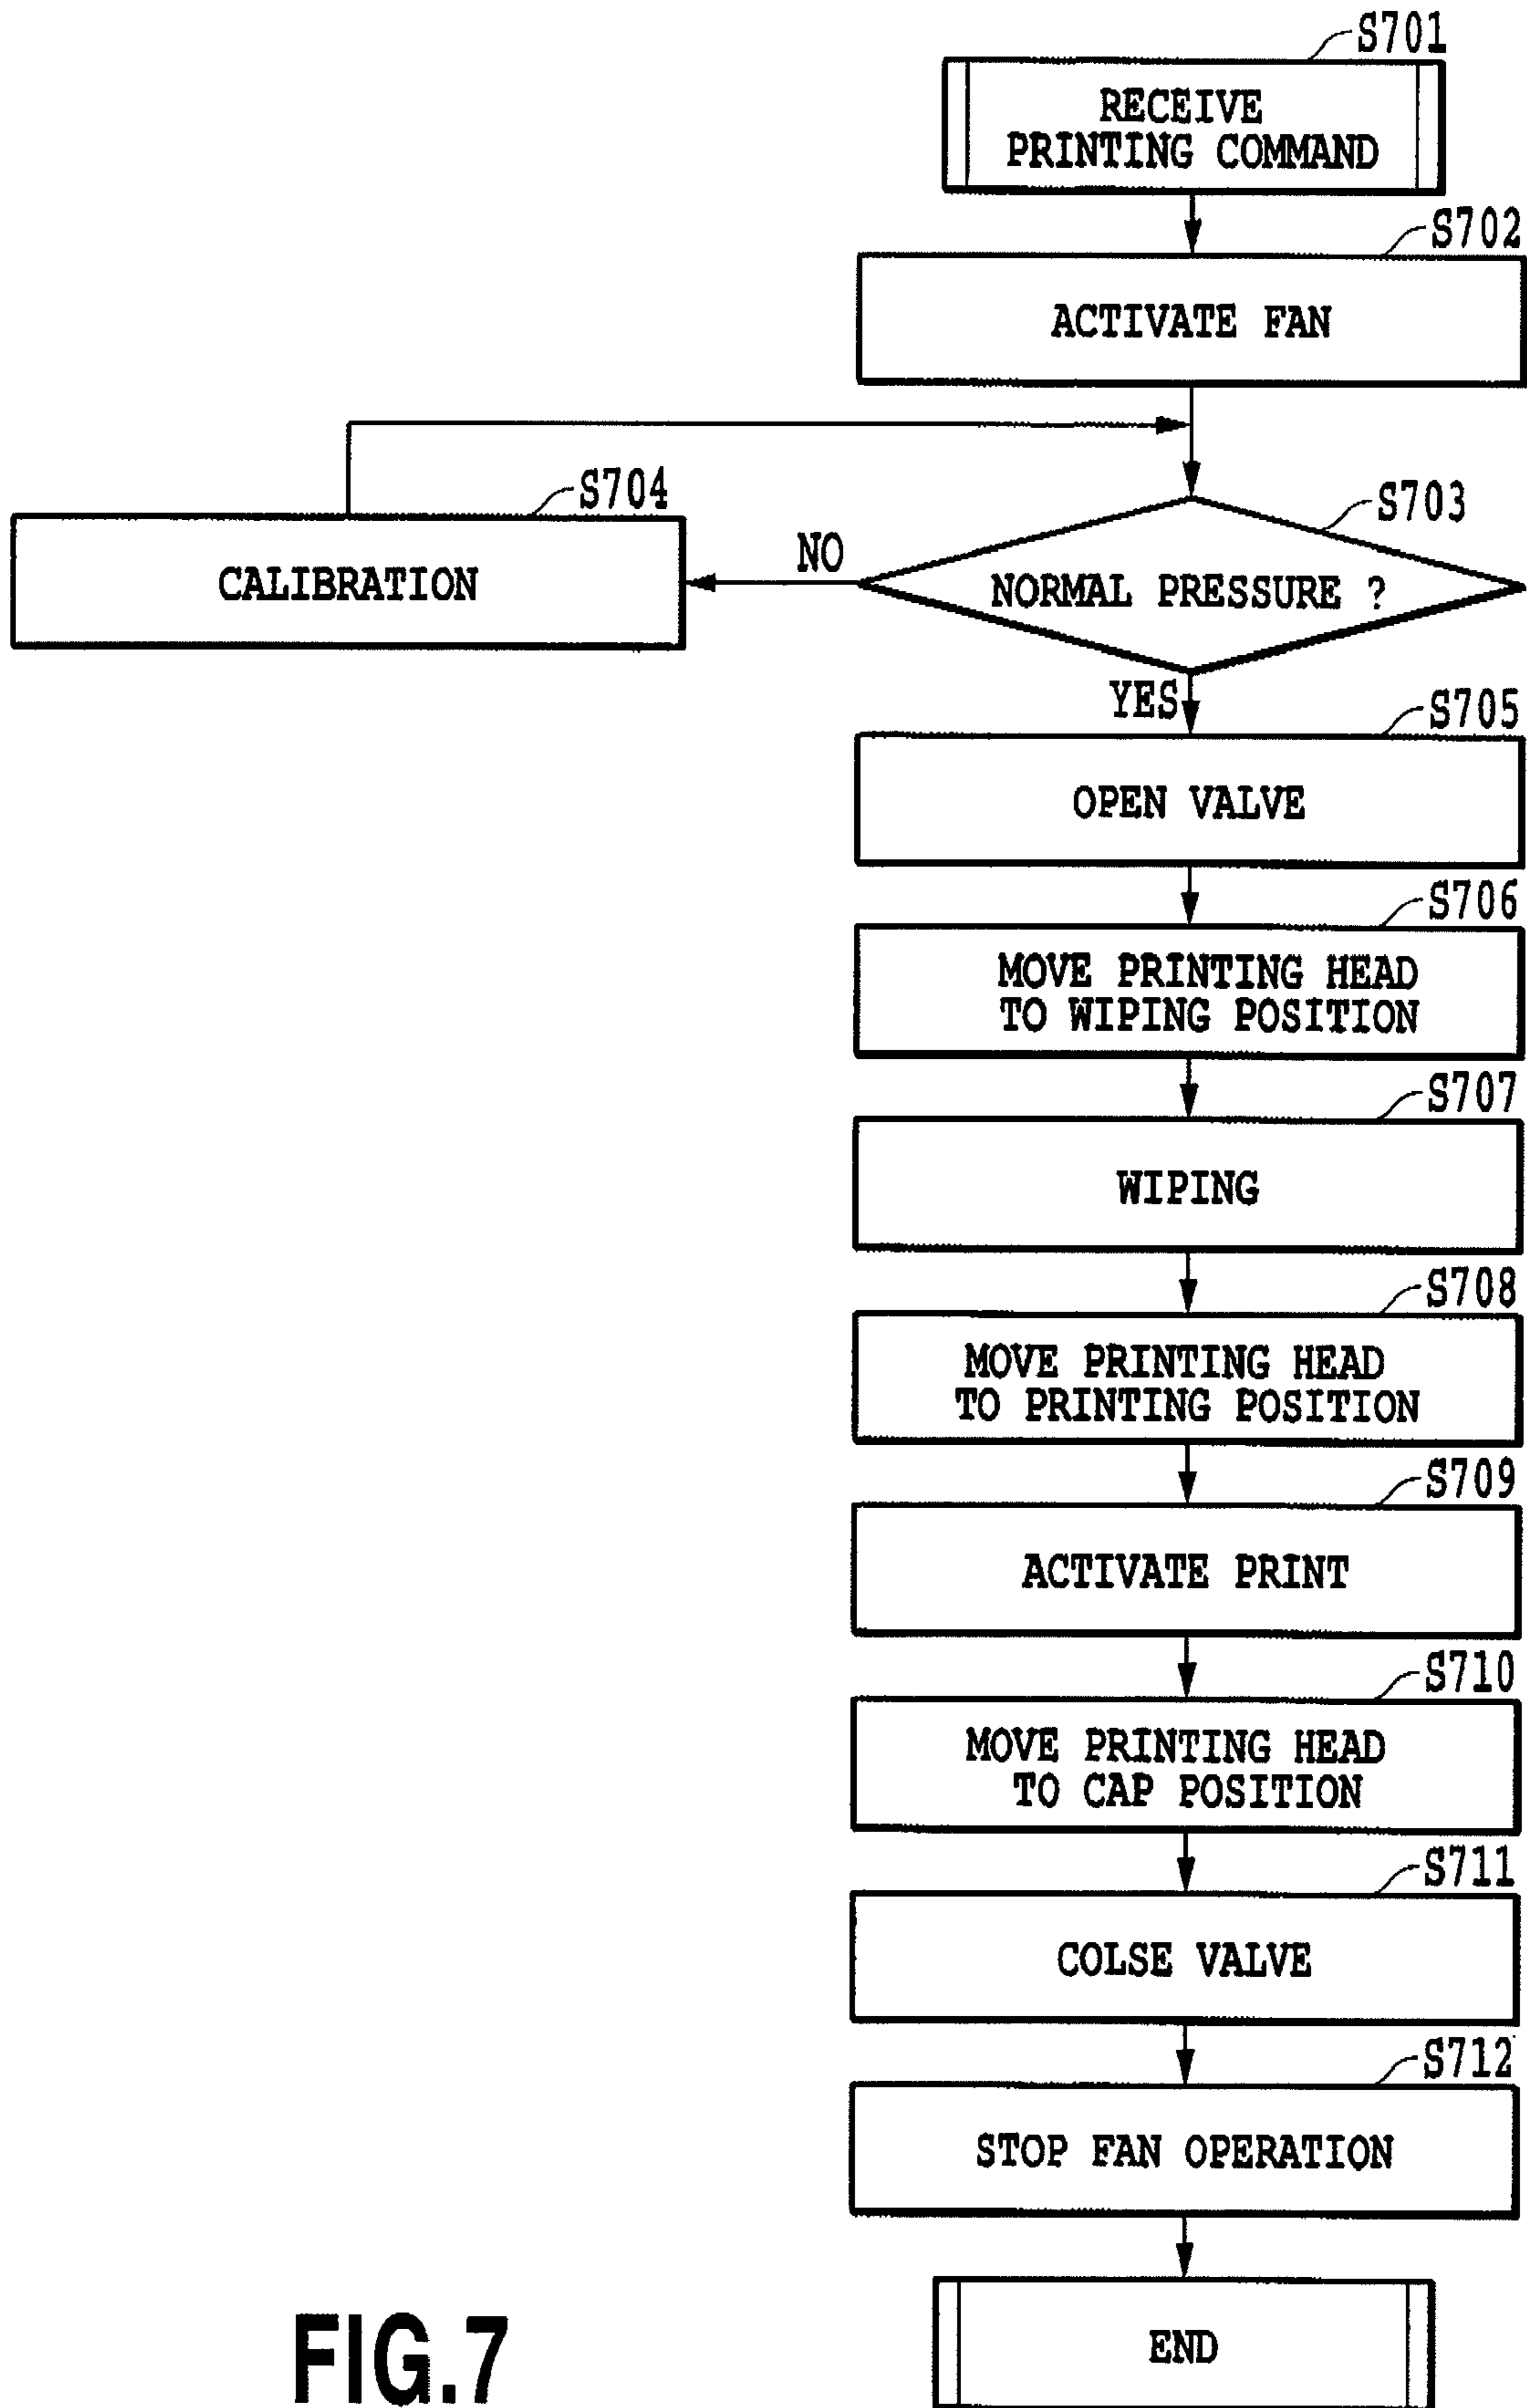 S701
RECEIVE
PRINTING COMMAND
S702
ACTIVATE FAN
S704
CALIBRATION
NO
S703
NORMAL PRESSURE ?
YES
S705
OPEN VALVE
S706
MOVE PRINTING HEAD
TO WIPING POSITION
S707
WIPING
S708
MOVE PRINTING HEAD
TO PRINTING POSITION
S709
ACTIVATE PRINT
S710
MOVE PRINTING HEAD
TO CAP POSITION
S711
COLSE VALVE
S712
STOP FAN OPERATION
END
FIG.7